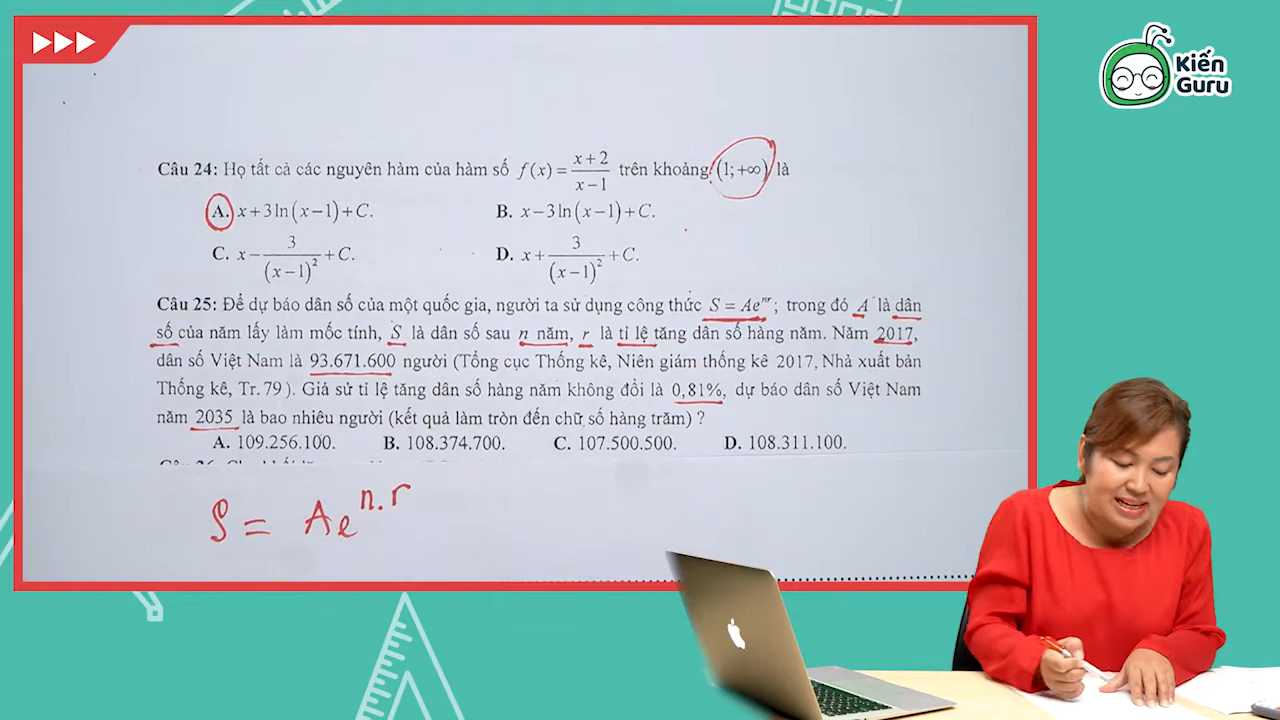 Kiến
Guru
Câu 24: Họ tất cả các nguyên hàm của hàm số f(x) = (x+2)/(x−1) trên khoảng (1;+∞) là
A. x+3ln(x−1)+C. B. x−3ln(x−1)+C.
C. x−3/(x−1)²+C. D. x+3/(x−1)²+C.
Câu 25: Để dự báo dân số của một quốc gia, người ta sử dụng công thức S = Ae^{nr}; trong đó A là dân
số của năm lấy làm mốc tính, S là dân số sau n năm, r là tỉ lệ tăng dân số hàng năm. Năm 2017,
dân số Việt Nam là 93.671.600 người (Tổng cục Thống kê, Niên giám thống kê 2017, Nhà xuất bản
Thống kê, Tr. 79). Giả sử tỉ lệ tăng dân số hàng năm không đổi là 0,81%, dự báo dân số Việt Nam
năm 2035 là bao nhiêu người (kết quả làm tròn đến chữ số hàng trăm) ?
A. 109.256.100. B. 108.374.700. C. 107.500.500. D. 108.311.100.
S = Ae^{n.r}